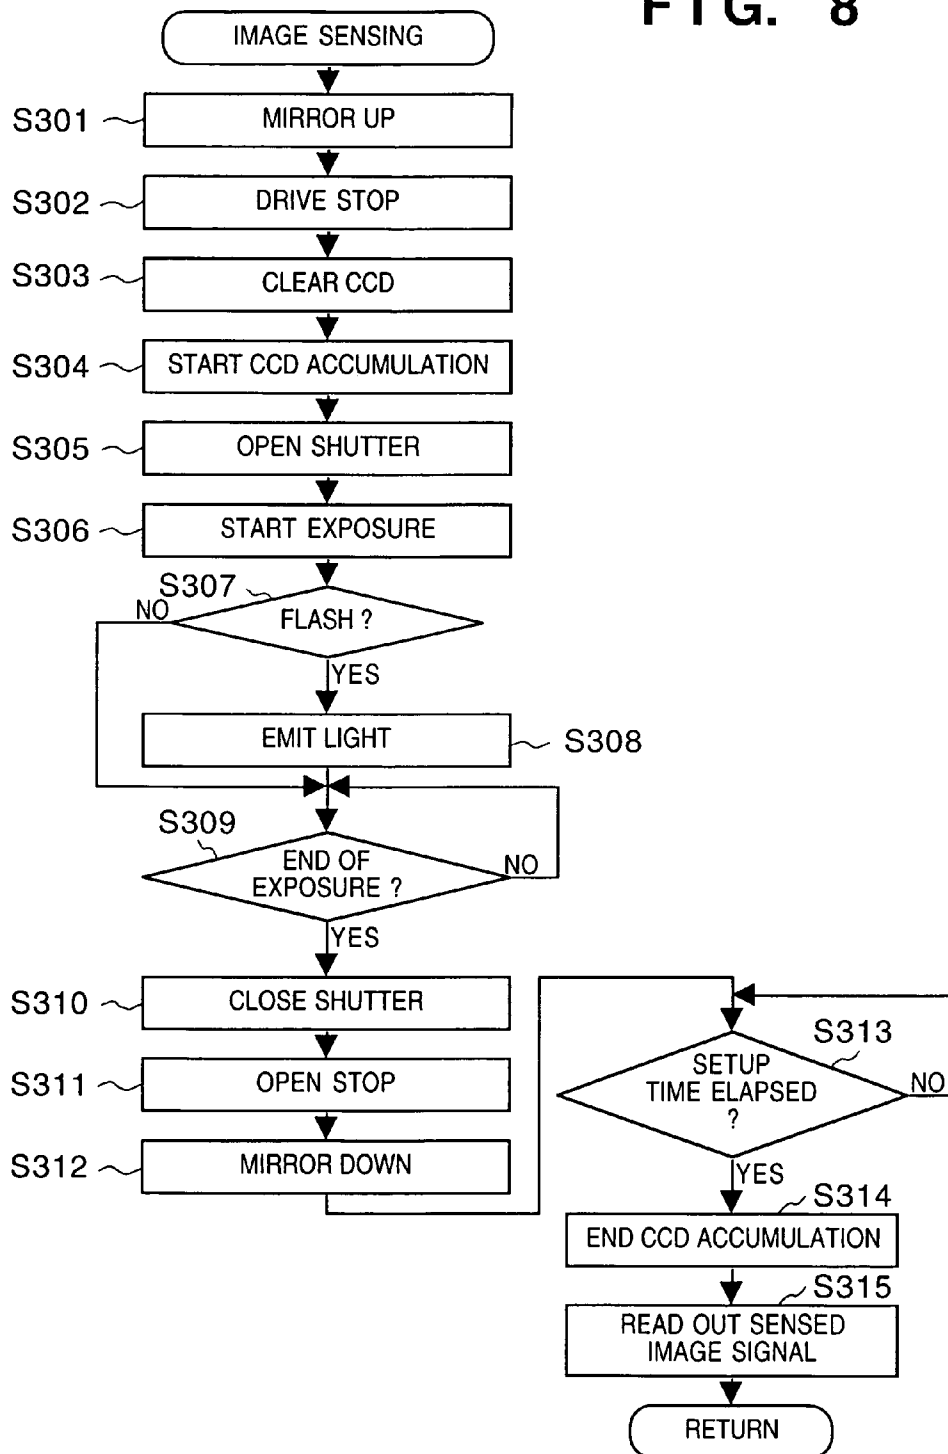 FIG. 8
IMAGE SENSING
S301
MIRROR UP
S302
DRIVE STOP
S303
CLEAR CCD
S304
START CCD ACCUMULATION
S305
OPEN SHUTTER
S306
START EXPOSURE
S307
NO
FLASH ?
YES
EMIT LIGHT
S308
S309
END OF
EXPOSURE ?
NO
YES
S310
CLOSE SHUTTER
S311
OPEN STOP
S312
MIRROR DOWN
S313
SETUP
TIME ELAPSED
?
NO
YES
S314
END CCD ACCUMULATION
S315
READ OUT SENSED
IMAGE SIGNAL
RETURN